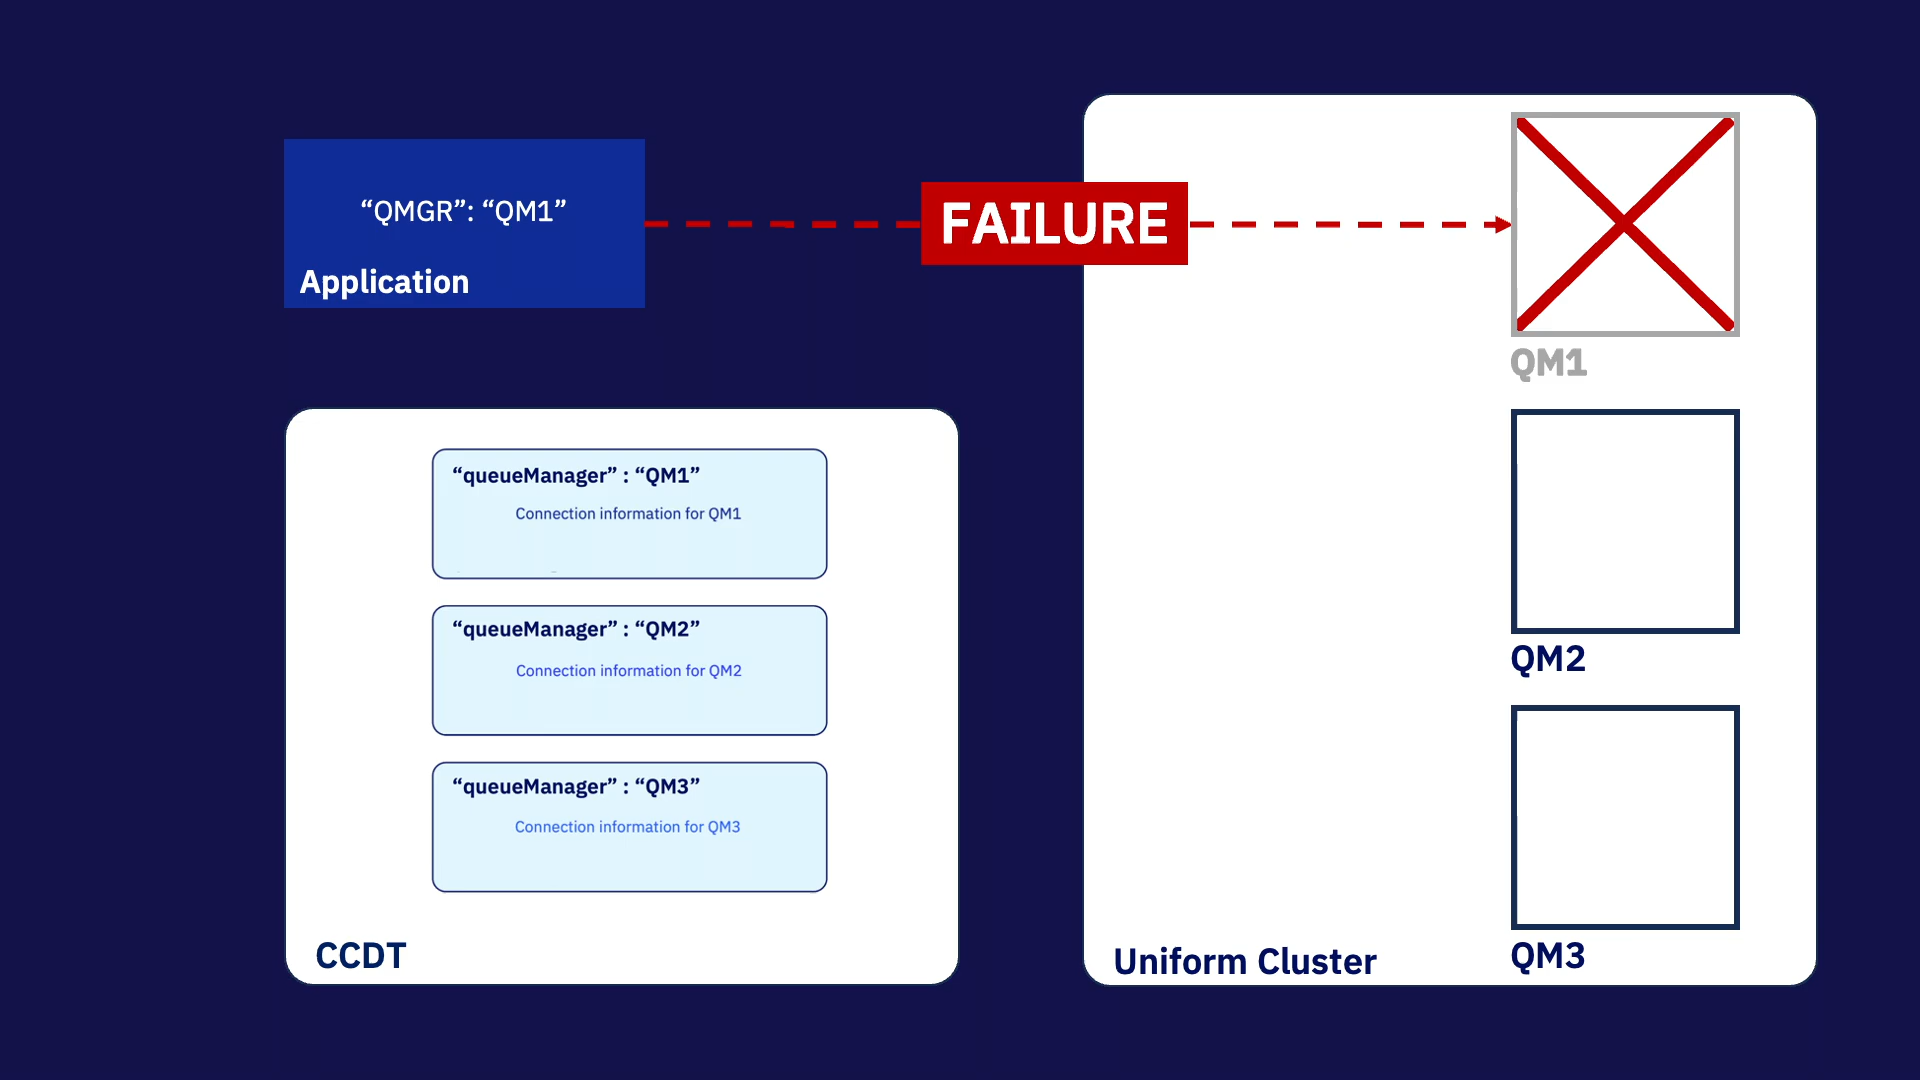 “QMGR”: “QM1”
Application
FAILURE
QM1
“queueManager” : “QM1”
Connection information for QM1
“queueManager” : “QM2”
Connection information for QM2
“queueManager” : “QM3”
Connection information for QM3
CCDT
QM2
QM3
Uniform Cluster